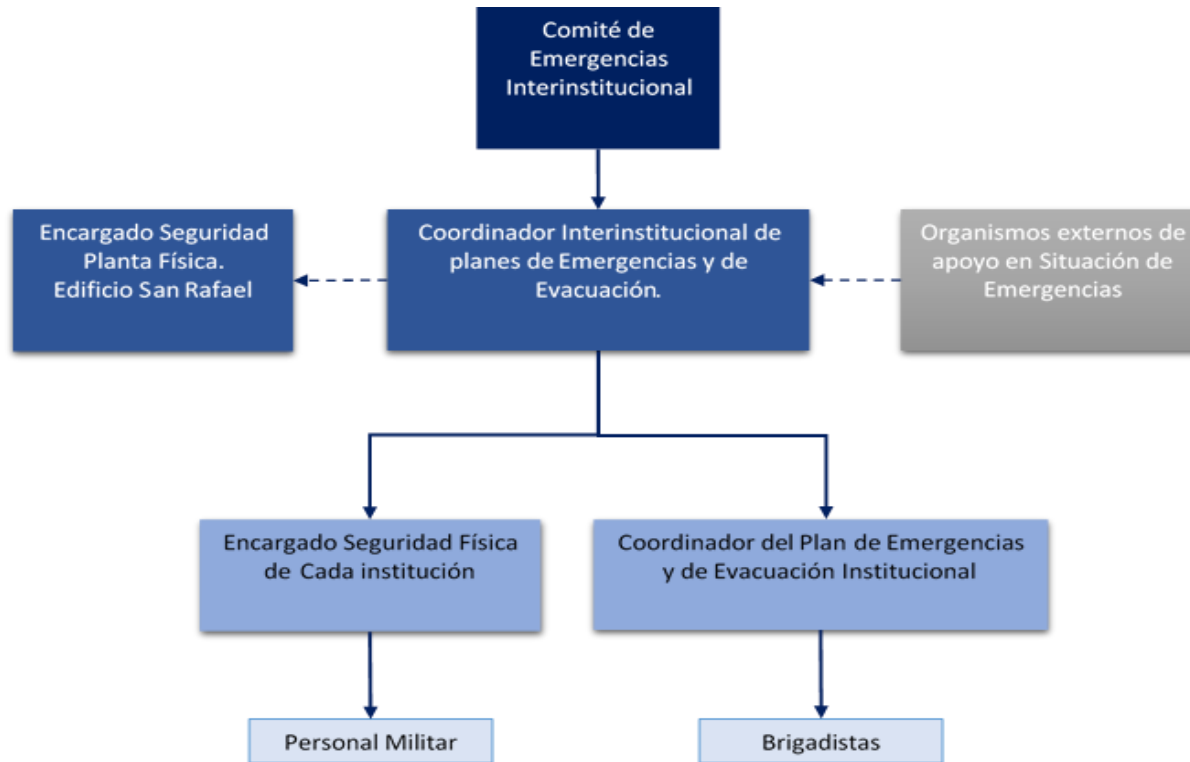 Comité de
Emergencias
Interinstitucional
Encargado Seguridad
Planta Física.
Edificio San Rafael
Coordinador Interinstitucional de
planes de Emergencias y de
Evacuación.
Organismos externos de
apoyo en Situación de
Emergencias
Encargado Seguridad Física
de Cada institución
Coordinador del Plan de Emergencias
y de Evacuación Institucional
Personal Militar
Brigadistas